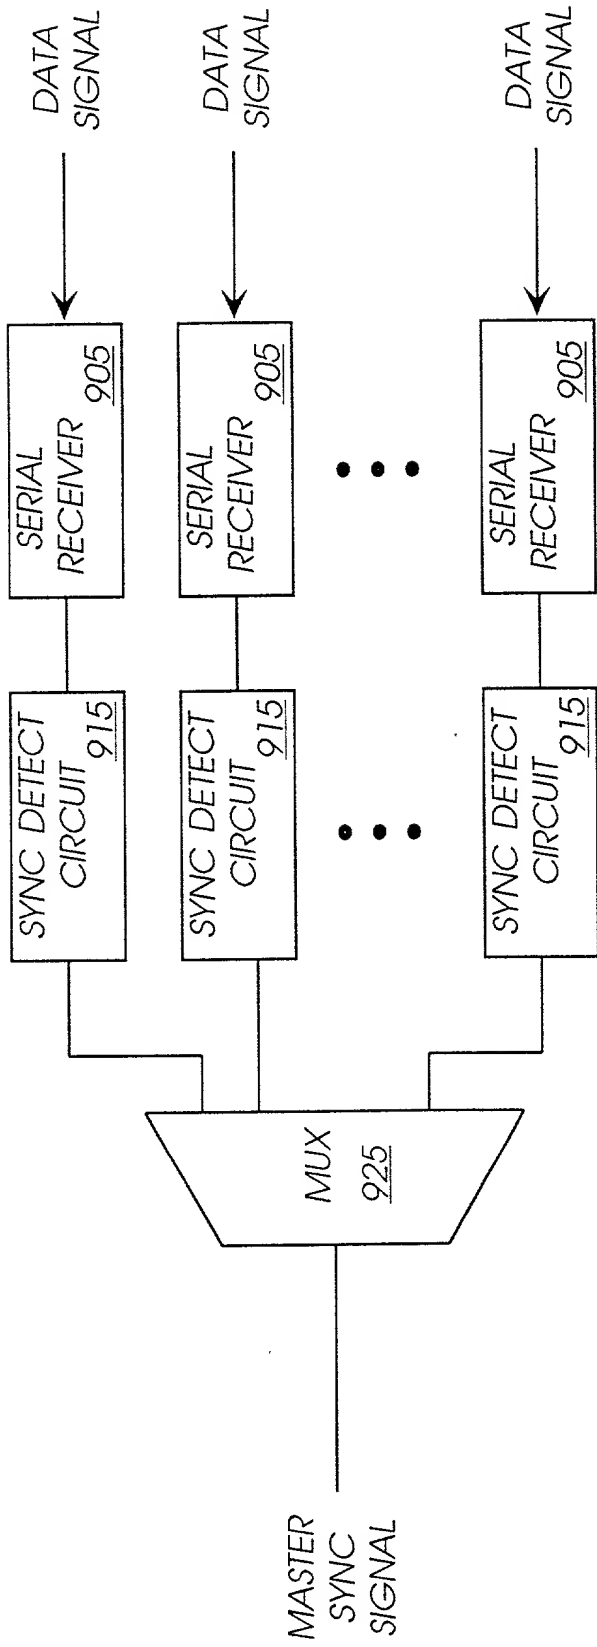 DATA
SIGNAL
DATA
SIGNAL
DATA
SIGNAL
SERIAL
RECEIVER
905
SERIAL
RECEIVER
905
SERIAL
RECEIVER
905
SYNC DETECT
CIRCUIT
915
SYNC DETECT
CIRCUIT
915
SYNC DETECT
CIRCUIT
915
MUX
925
MASTER
SYNC
SIGNAL